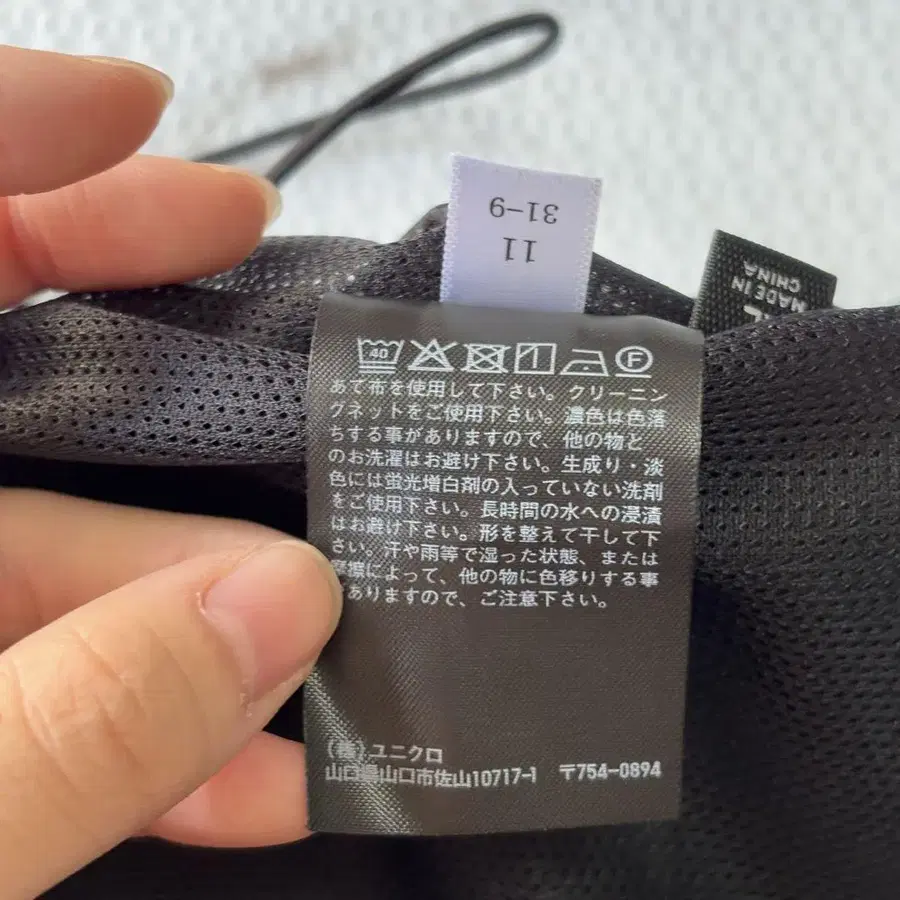 11
31-9
L
MADE IN
CHINA
40
F
あて布を使用して下さい。クリーニン
グネットをご使用下さい。濃色は色落
ちする事がありますので、他の物と
のお洗濯はお避け下さい。生成り・淡
色には蛍光増白剤の入っていない洗剤
をご使用下さい。長時間の水への浸漬
はお避け下さい。形を整えて干して下
さい。汗や雨等で湿った状態、または
擦によって、他の物に色移りする事
ありますので、ご注意下さい。
(株)ユニクロ
山口県山口市佐山10717-1 〒754-0894